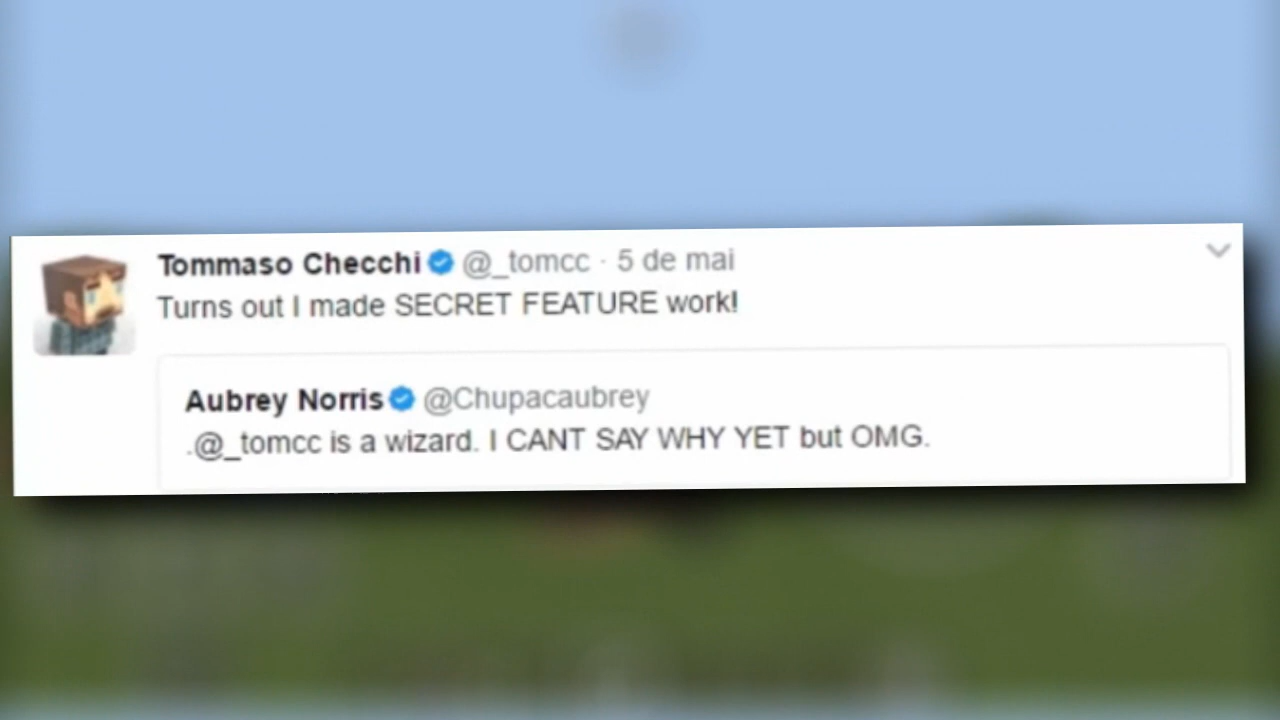 Tommaso Checchi @_tomcc · 5 de mai
Turns out I made SECRET FEATURE work!
Aubrey Norris @Chupacaubrey
.@_tomcc is a wizard. I CANT SAY WHY YET but OMG.